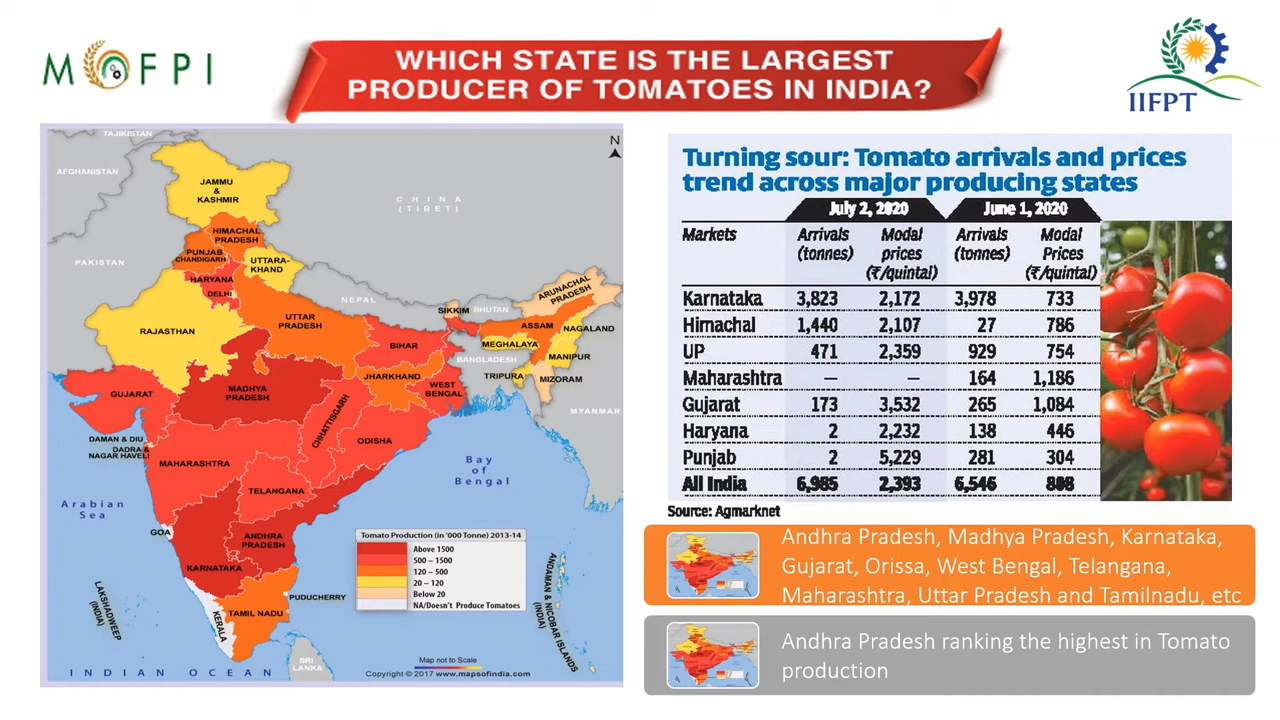 MOFPI
WHICH STATE IS THE LARGEST
PRODUCER OF TOMATOES IN INDIA?
IIFPT
TAJIKISTAN
AFGHANISTAN
N
JAMMU
&
KASHMIR
CHINA
(TIBET)
HIMACHAL
PRADESH
PUNJAB
CHANDIGARH
UTTARA-
KHAND
PAKISTAN
HARYANA
DELHI
ARUNACHAL
PRADESH
NEPAL
SIKKIM
BHUTAN
RAJASTHAN
UTTAR
PRADESH
ASSAM
NAGALAND
BIHAR
MEGHALAYA
MANIPUR
BANGLADESH
JHARKHAND
TRIPURA
MIZORAM
GUJARAT
MADHYA
PRADESH
WEST
BENGAL
MYANMAR
CHHATTISGARH
DAMAN & DIU
DADRA &
NAGAR HAVELI
ODISHA
MAHARASHTRA
Bay
of
Bengal
TELANGANA
Arabian
Sea
GOA
ANDHRA
PRADESH
KARNATAKA
Tomato Production (in '000 Tonne) 2013-14
Above 1500
500 – 1500
120 – 500
20 – 120
Below 20
NA/Doesn't Produce Tomatoes
LAKSHADWEEP
(INDIA)
PUDUCHERRY
TAMIL NADU
KERALA
ANDAMAN & NICOBAR ISLANDS
(INDIA)
SRI
LANKA
INDIAN OCEAN
Map not to Scale
Copyright © 2017 www.mapsofindia.com
Turning sour: Tomato arrivals and prices
trend across major producing states
July 2, 2020 June 1, 2020
Markets Arrivals Modal Arrivals Modal
(tonnes) prices (tonnes) Prices
(₹/quintal) (₹/quintal)
Karnataka 3,823 2,172 3,978 733
Himachal 1,440 2,107 27 786
UP 471 2,359 929 754
Maharashtra — — 164 1,186
Gujarat 173 3,532 265 1,084
Haryana 2 2,232 138 446
Punjab 2 5,229 281 304
All India 6,985 2,393 6,546 808
Source: Agmarknet
Andhra Pradesh, Madhya Pradesh, Karnataka,
Gujarat, Orissa, West Bengal, Telangana,
Maharashtra, Uttar Pradesh and Tamilnadu, etc
Andhra Pradesh ranking the highest in Tomato
production